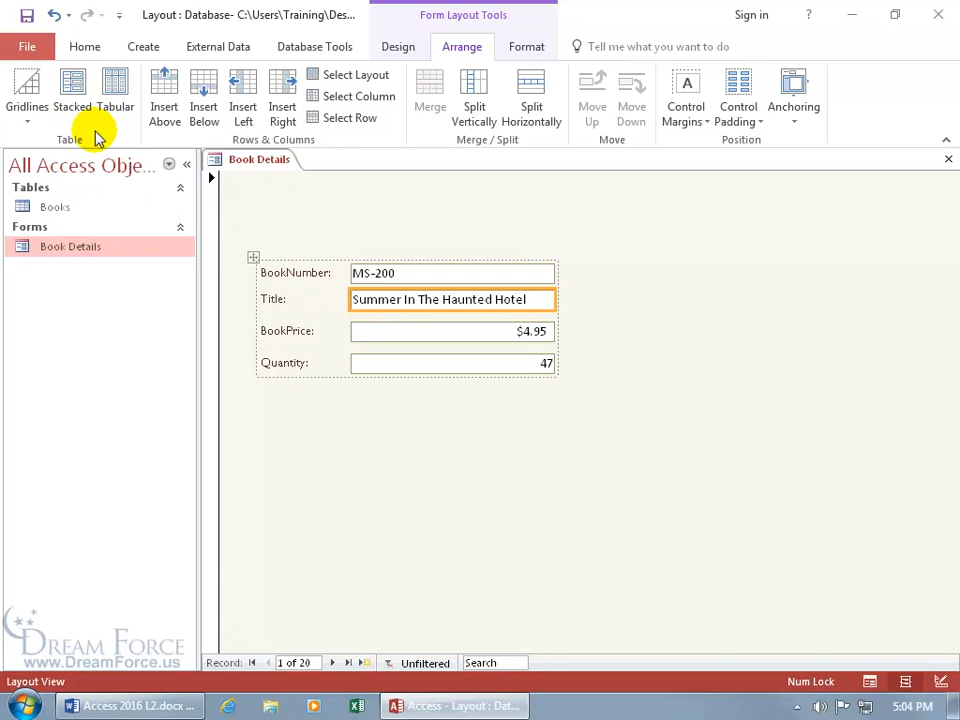 Layout : Database- C:\Users\Training\Des...
Form Layout Tools
Sign in
?
File
Home
Create
External Data
Database Tools
Design
Arrange
Format
Tell me what you want to do
Gridlines
Stacked
Tabular
Table
Insert Above
Insert Below
Insert Left
Insert Right
Select Layout
Select Column
Select Row
Rows & Columns
Merge
Split Vertically
Split Horizontally
Merge / Split
Move Up
Move Down
Move
A
Control Margins
Control Padding
Anchoring
Position
All Access Obje...
Tables
Books
Forms
Book Details
Book Details
BookNumber: MS-200
Title: Summer In The Haunted Hotel
BookPrice: $4.95
Quantity: 47
Record: 1 of 20 Unfiltered Search
DREAM FORCE
www.DreamForce.us
Layout View
Num Lock
Access 2016 L2.docx ...
Access - Layout : Dat...
5:04 PM